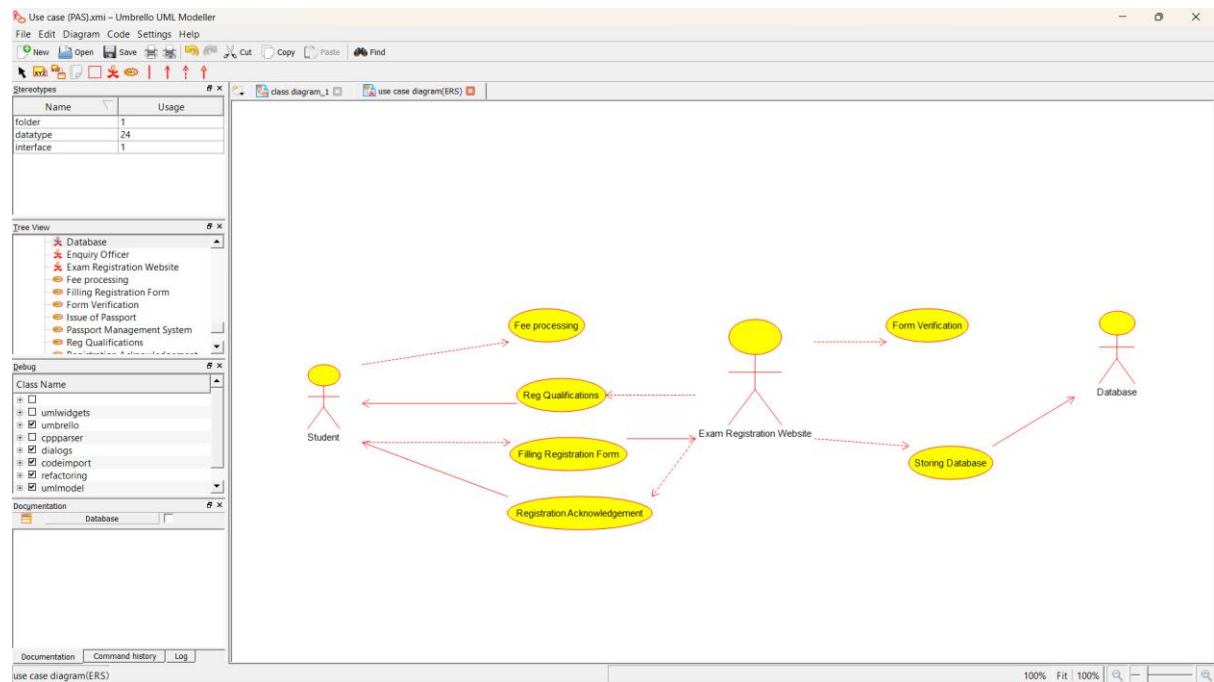 Use case (PAS).xmi – Umbrello UML Modeller
File Edit Diagram Code Settings Help
New Open Save Cut Copy Paste Find
XYZ
Stereotypes
class diagram_1 use case diagram(ERS)
Name Usage
folder 1
datatype 24
interface 1
Tree View
Database
Enquiry Officer
Exam Registration Website
Fee processing
Filling Registration Form
Form Verification
Issue of Passport
Passport Management System
Reg Qualifications
Registration Acknowledgement
Debug
Class Name
umlwidgets
umbrello
cppparser
dialogs
codeimport
refactoring
umlmodel
Documentation
Database
Documentation Command history Log
Fee processing
Form Verification
Reg Qualifications
Database
Student
Exam Registration Website
Filling Registration Form
Storing Database
Registration Acknowledgement
use case diagram(ERS)
100% Fit 100%